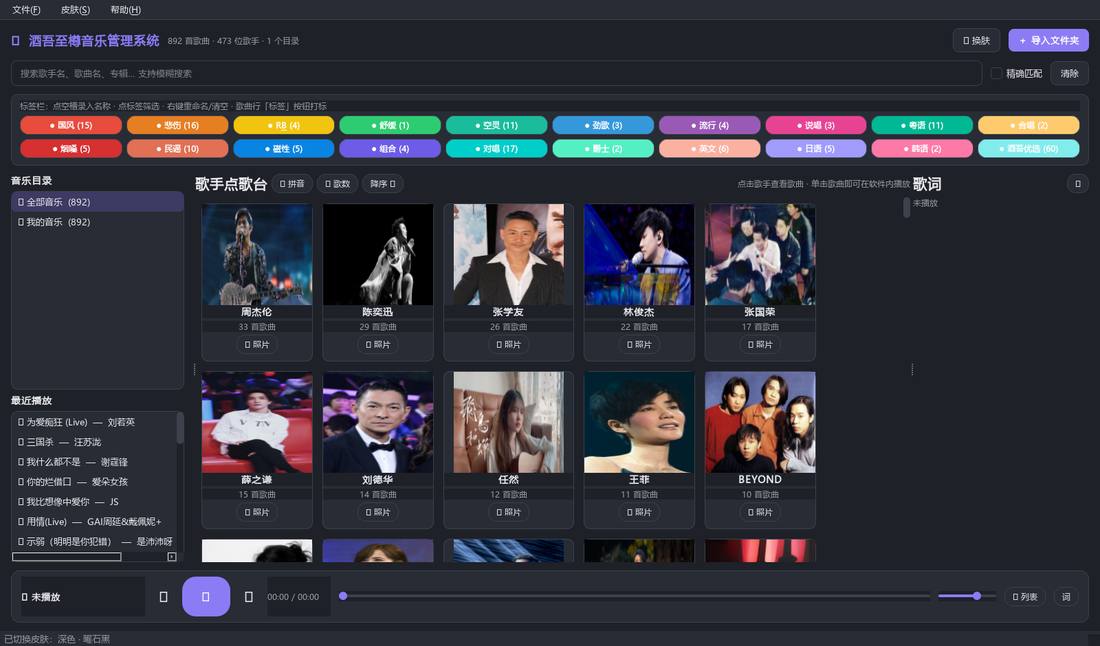 文件(F) 皮肤(S) 帮助(H)
酒吾至樽音乐管理系统 892 首歌曲 · 473 位歌手 · 1 个目录 换肤 + 导入文件夹
搜索歌手名、歌曲名、专辑... 支持模糊搜索 精确匹配 清除
标签栏：点空槽录入名称 · 点标签筛选 · 右键重命名/清空 · 歌曲行「标签」按钮打标
● 国风 (15) ● 悲伤 (16) ● RB (4) ● 舒缓 (1) ● 空灵 (11) ● 劲歌 (3) ● 流行 (4) ● 说唱 (3) ● 粤语 (11) ● 合唱 (2)
● 烟嗓 (5) ● 民谣 (10) ● 磁性 (5) ● 组合 (4) ● 对唱 (17) ● 爵士 (2) ● 英文 (6) ● 日语 (5) ● 韩语 (2) ● 酒吾优选 (60)
音乐目录
全部音乐 (892)
我的音乐 (892)
歌手点歌台 拼音 歌数 降序 点击歌手查看歌曲 · 单击歌曲即可在软件内播放
周杰伦 陈奕迅 张学友 林俊杰 张国荣
33 首歌曲 29 首歌曲 26 首歌曲 22 首歌曲 17 首歌曲
照片 照片 照片 照片 照片
薛之谦 刘德华 任然 王菲 BEYOND
15 首歌曲 14 首歌曲 12 首歌曲 11 首歌曲 10 首歌曲
照片 照片 照片 照片 照片
歌词
未播放
最近播放
为爱痴狂 (Live) — 刘若英
三国杀 — 汪苏泷
我什么都不是 — 谢霆锋
你的烂借口 — 爱朵女孩
我比想像中爱你 — JS
用情(Live) — GAI周延&戴佩妮+
示弱（明明是你犯错） — 是沛沛呀
未播放 00:00 / 00:00 列表 词
已切换皮肤：深色 · 曜石黑